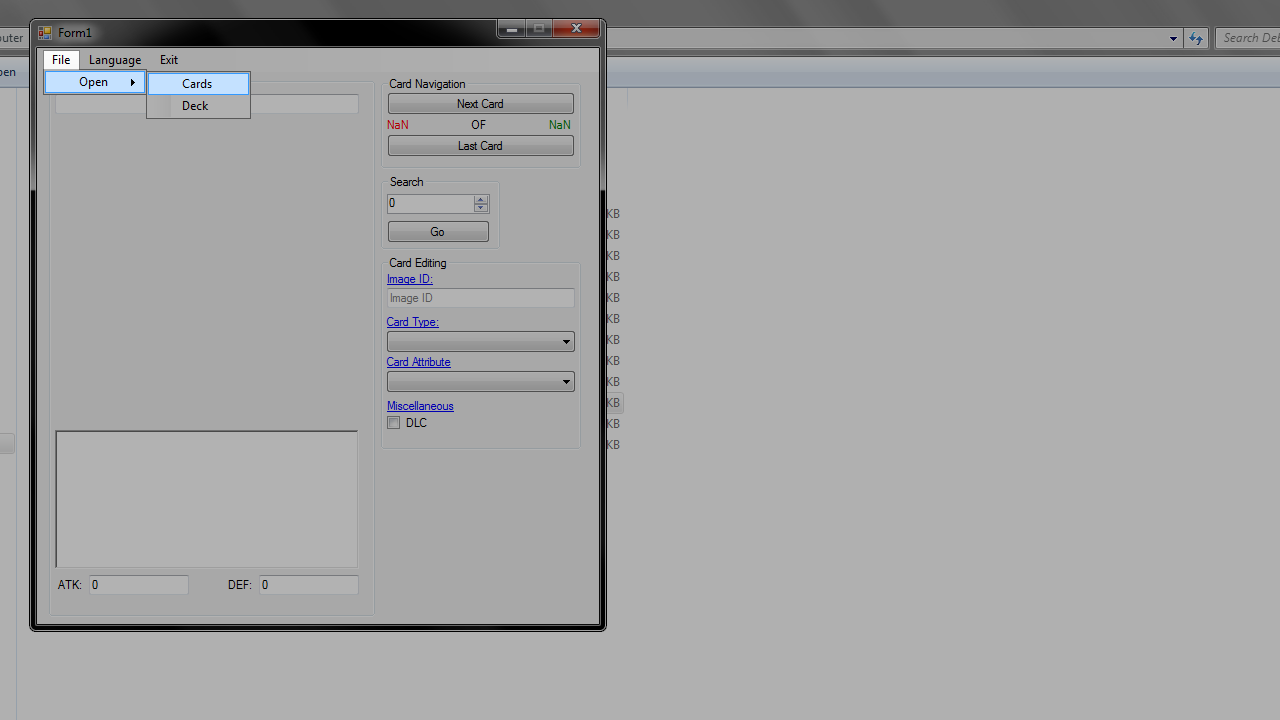 Form1
puter
Search Deb
File Language Exit
pen
Open
Cards
Deck
Card Navigation
Next Card
NaN OF NaN
Last Card
Search
0
Go
Card Editing
Image ID:
Image ID
Card Type:
Card Attribute
Miscellaneous
DLC
ATK: 0 DEF: 0
KB
KB
KB
KB
KB
KB
KB
KB
KB
KB
KB
KB